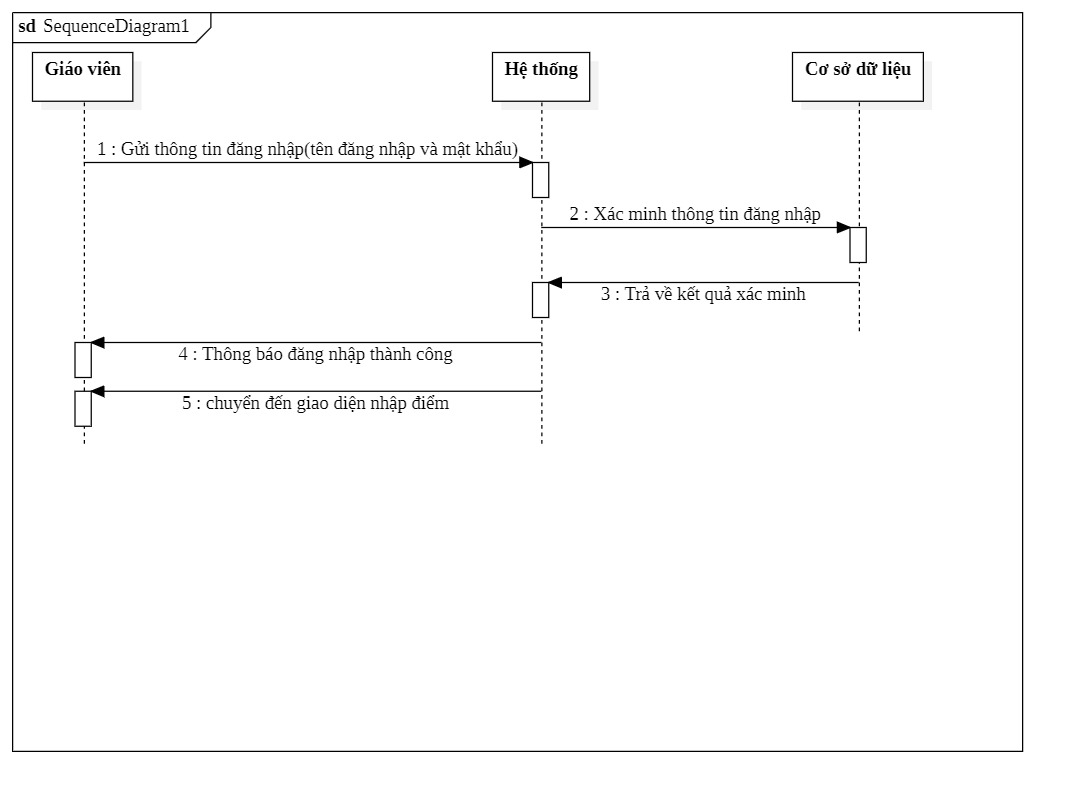 sd SequenceDiagram1
Giáo viên
Hệ thống
Cơ sở dữ liệu
1 : Gửi thông tin đăng nhập(tên đăng nhập và mật khẩu)
2 : Xác minh thông tin đăng nhập
3 : Trả về kết quả xác minh
4 : Thông báo đăng nhập thành công
5 : chuyển đến giao diện nhập điểm